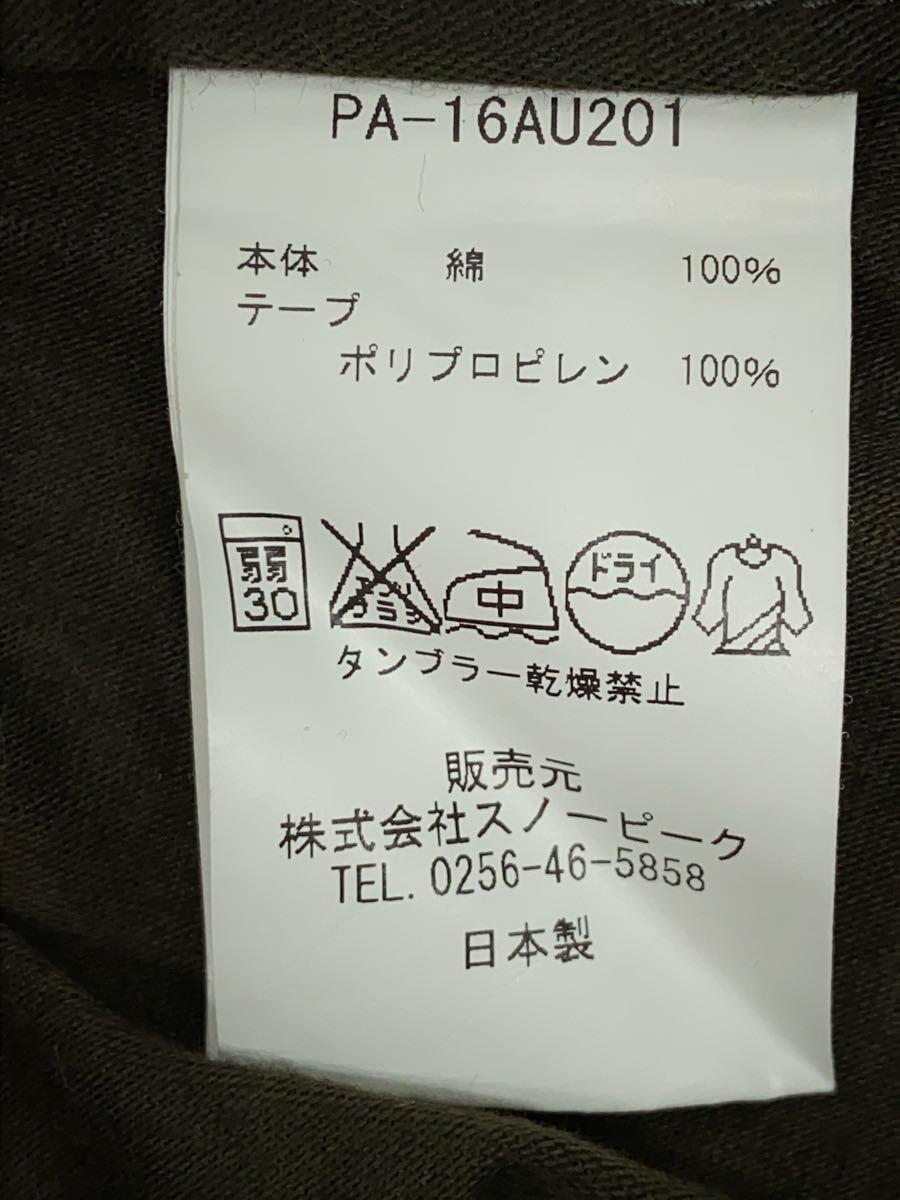 PA-16AU201
本体 綿 100%
テープ
ポリプロピレン 100%
弱
30
中
ドライ
タンブラー乾燥禁止
販売元
株式会社スノーピーク
TEL. 0256-46-5858
日本製